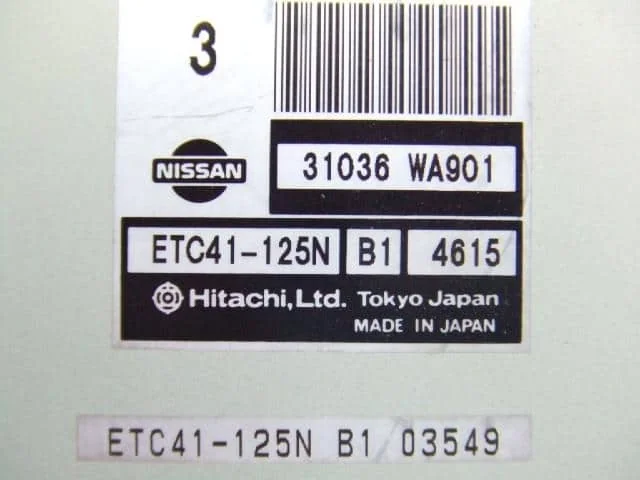 3
NISSAN
31036 WA901
ETC41-125N B1 4615
Hitachi, Ltd. Tokyo Japan
MADE IN JAPAN
ETC41-125N B1 03549